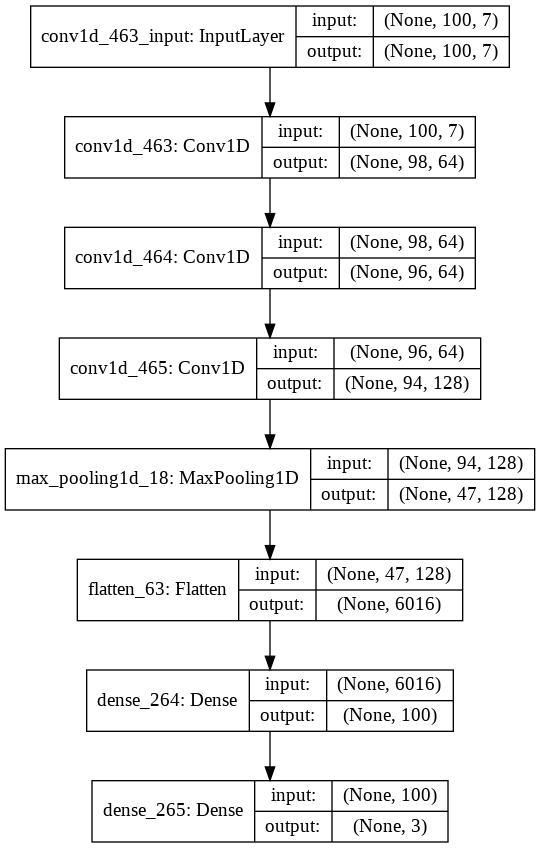 conv1d_463_input: InputLayer input: (None, 100, 7)
output: (None, 100, 7)
conv1d_463: Conv1D input: (None, 100, 7)
output: (None, 98, 64)
conv1d_464: Conv1D input: (None, 98, 64)
output: (None, 96, 64)
conv1d_465: Conv1D input: (None, 96, 64)
output: (None, 94, 128)
max_pooling1d_18: MaxPooling1D input: (None, 94, 128)
output: (None, 47, 128)
flatten_63: Flatten input: (None, 47, 128)
output: (None, 6016)
dense_264: Dense input: (None, 6016)
output: (None, 100)
dense_265: Dense input: (None, 100)
output: (None, 3)